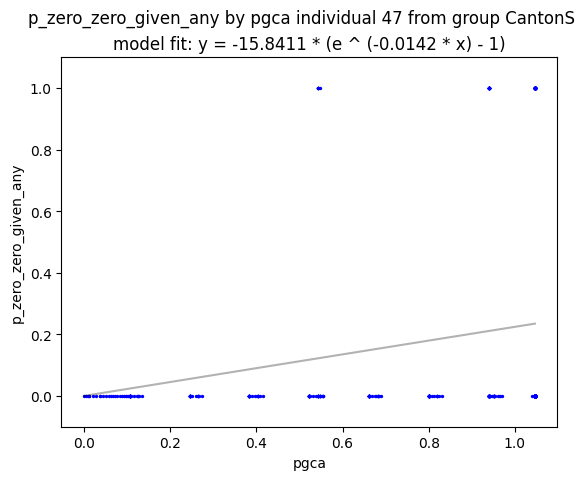 p_zero_zero_given_any by pgca individual 47 from group CantonS
model fit: y = -15.8411 * (e ^ (-0.0142 * x) - 1)
1.0
0.8
0.6
0.4
0.2
0.0
p_zero_zero_given_any
0.0 0.2 0.4 0.6 0.8 1.0
pgca